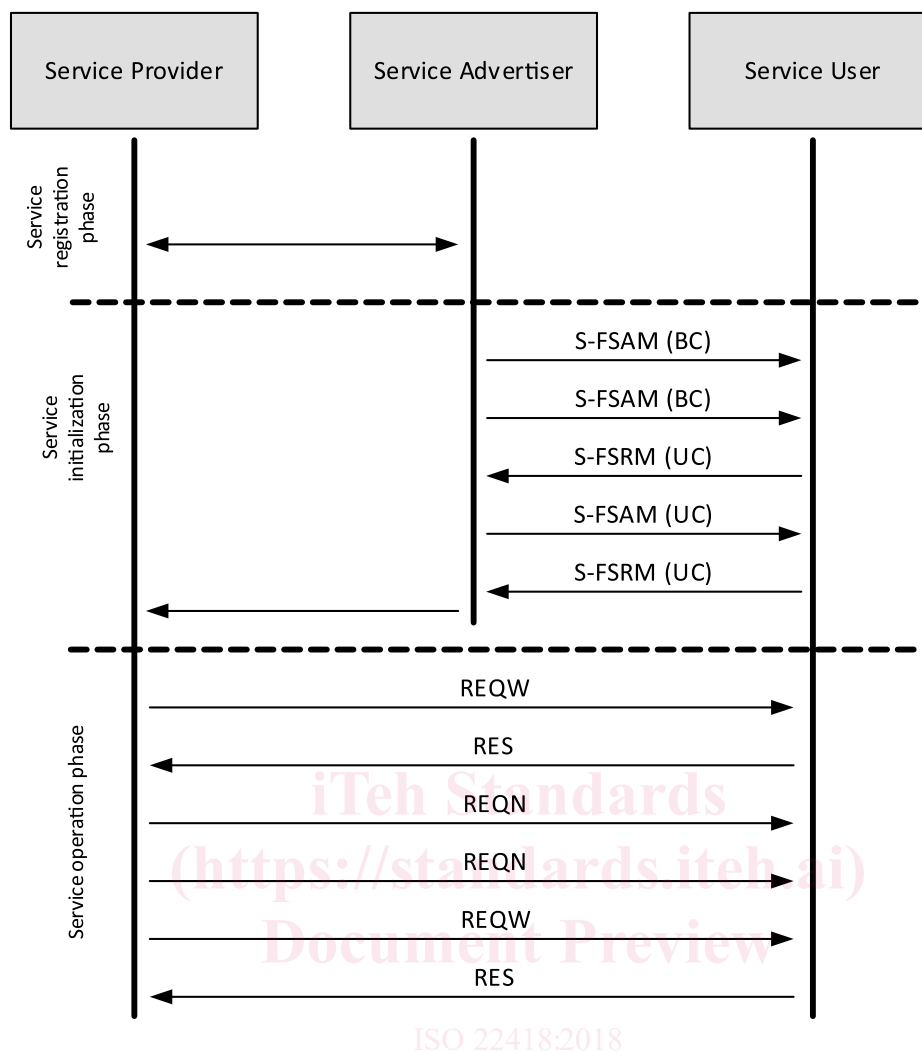 Service Provider
Service Advertiser
Service User
Service
registration
phase
S-FSAM (BC)
S-FSAM (BC)
Service
initialization
phase
S-FSRM (UC)
S-FSAM (UC)
S-FSRM (UC)
REQW
RES
Service operation phase
iTeh Standards
REQN
(https://standards.iteh.ai)
REQN
REQW
Document Preview
RES
ISO 22418:2018